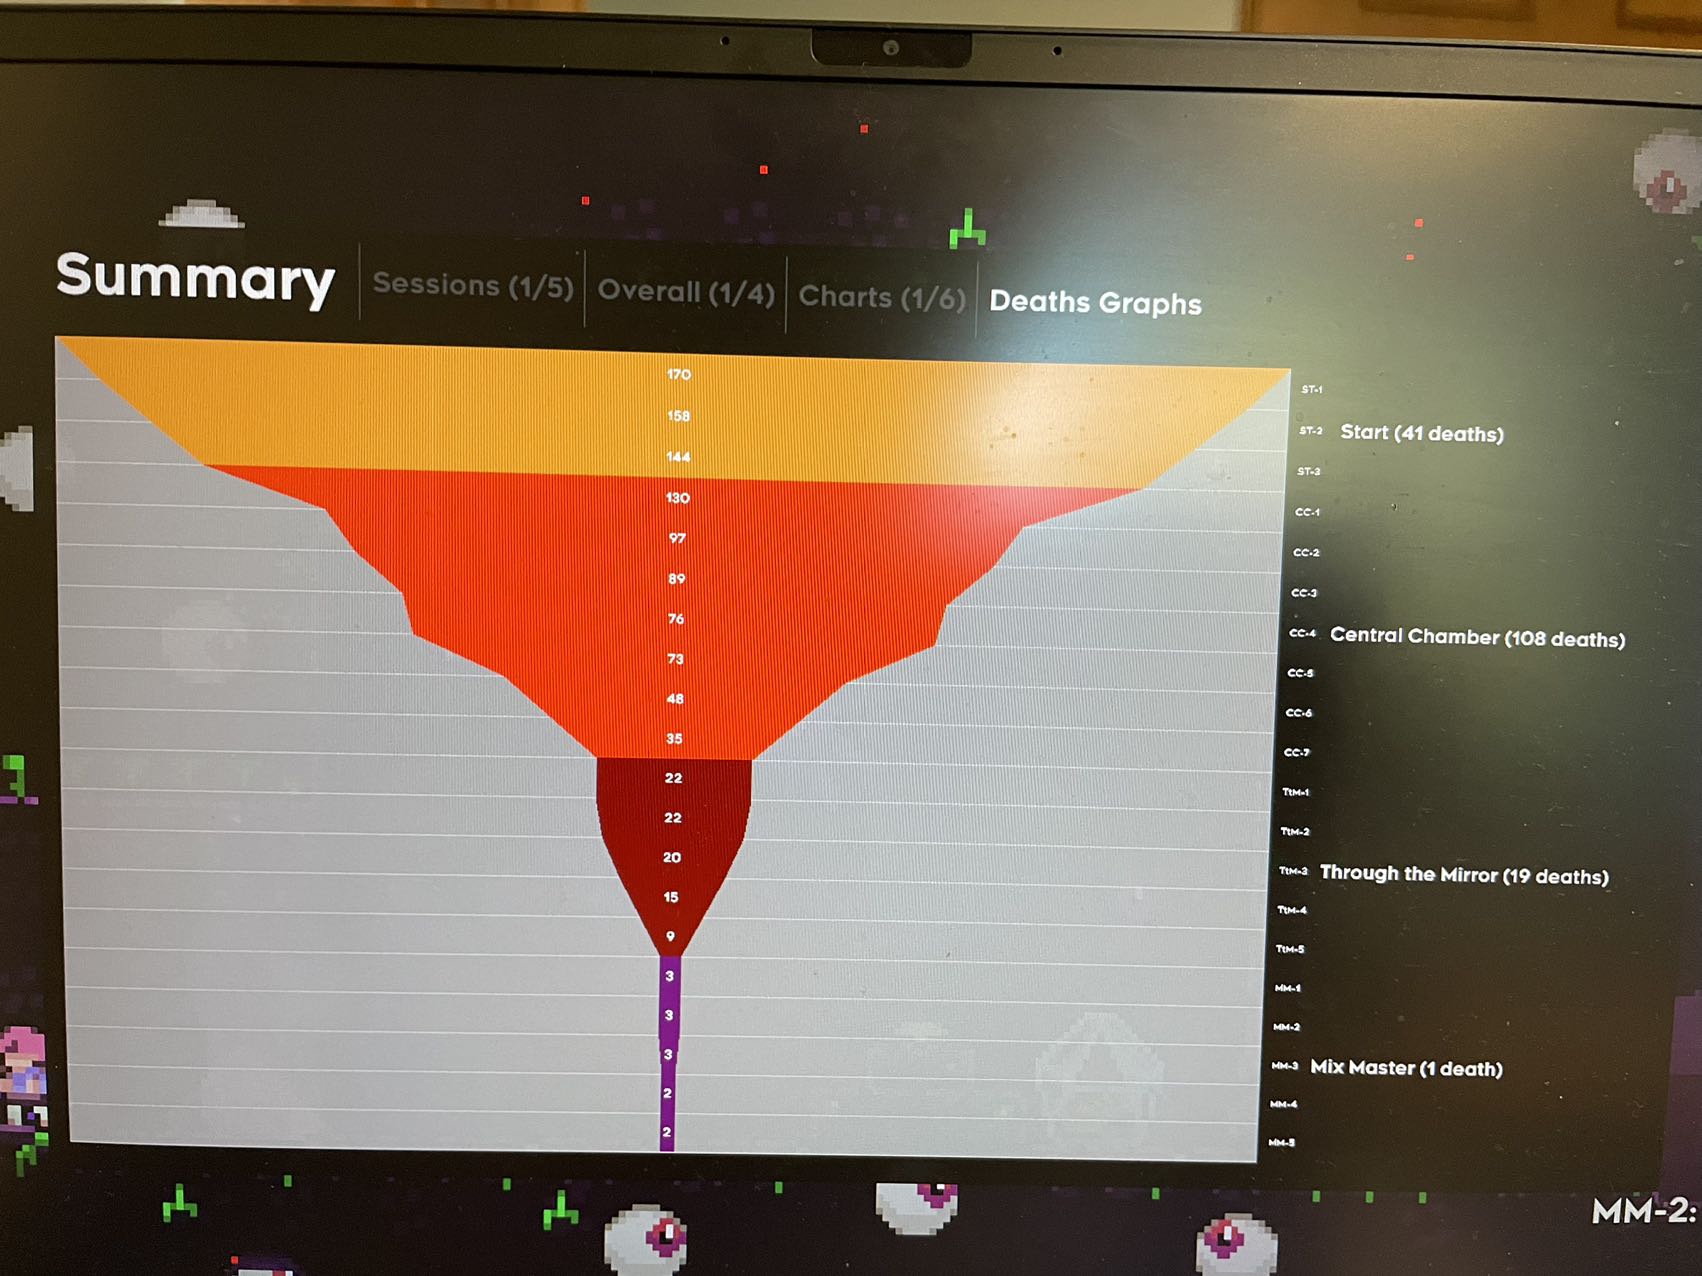 Summary
Sessions (1/5)
Overall (1/4)
Charts (1/6)
Deaths Graphs
170
ST-1
158
ST-2
Start (41 deaths)
144
ST-3
130
CC-1
97
CC-2
89
CC-3
76
CC-4
Central Chamber (108 deaths)
73
CC-5
48
CC-6
35
CC-7
22
TtM-1
22
TtM-2
20
TtM-3
Through the Mirror (19 deaths)
15
TtM-4
9
TtM-5
3
MM-1
3
MM-2
3
MM-3
Mix Master (1 death)
2
MM-4
2
MM-5
MM-2: